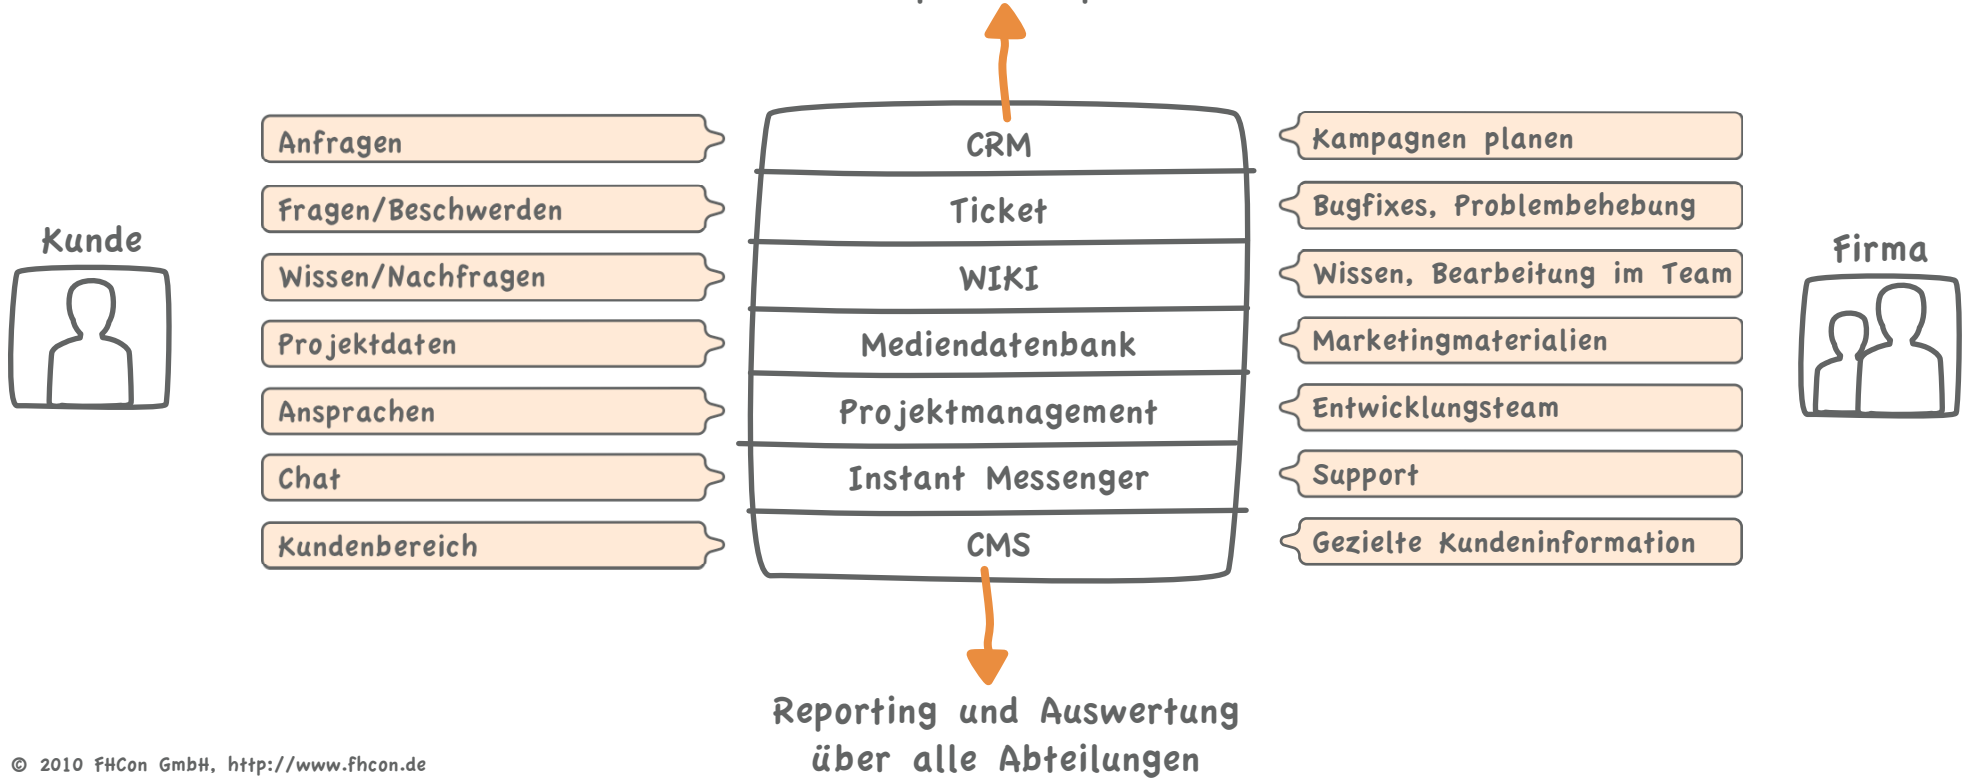 Anfragen
CRM
Kampagnen planen
Fragen/Beschwerden
Ticket
Bugfixes, Problembehebung
Kunde
Firma
Wissen/Nachfragen
WIKI
Wissen, Bearbeitung im Team
Projektdaten
Mediendatenbank
Marketingmaterialien
Ansprachen
Projektmanagement
Entwicklungsteam
Chat
Instant Messenger
Support
Kundenbereich
CMS
Gezielte Kundeninformation
Reporting und Auswertung
über alle Abteilungen
© 2010 FHCon GmbH, http://www.fhcon.de